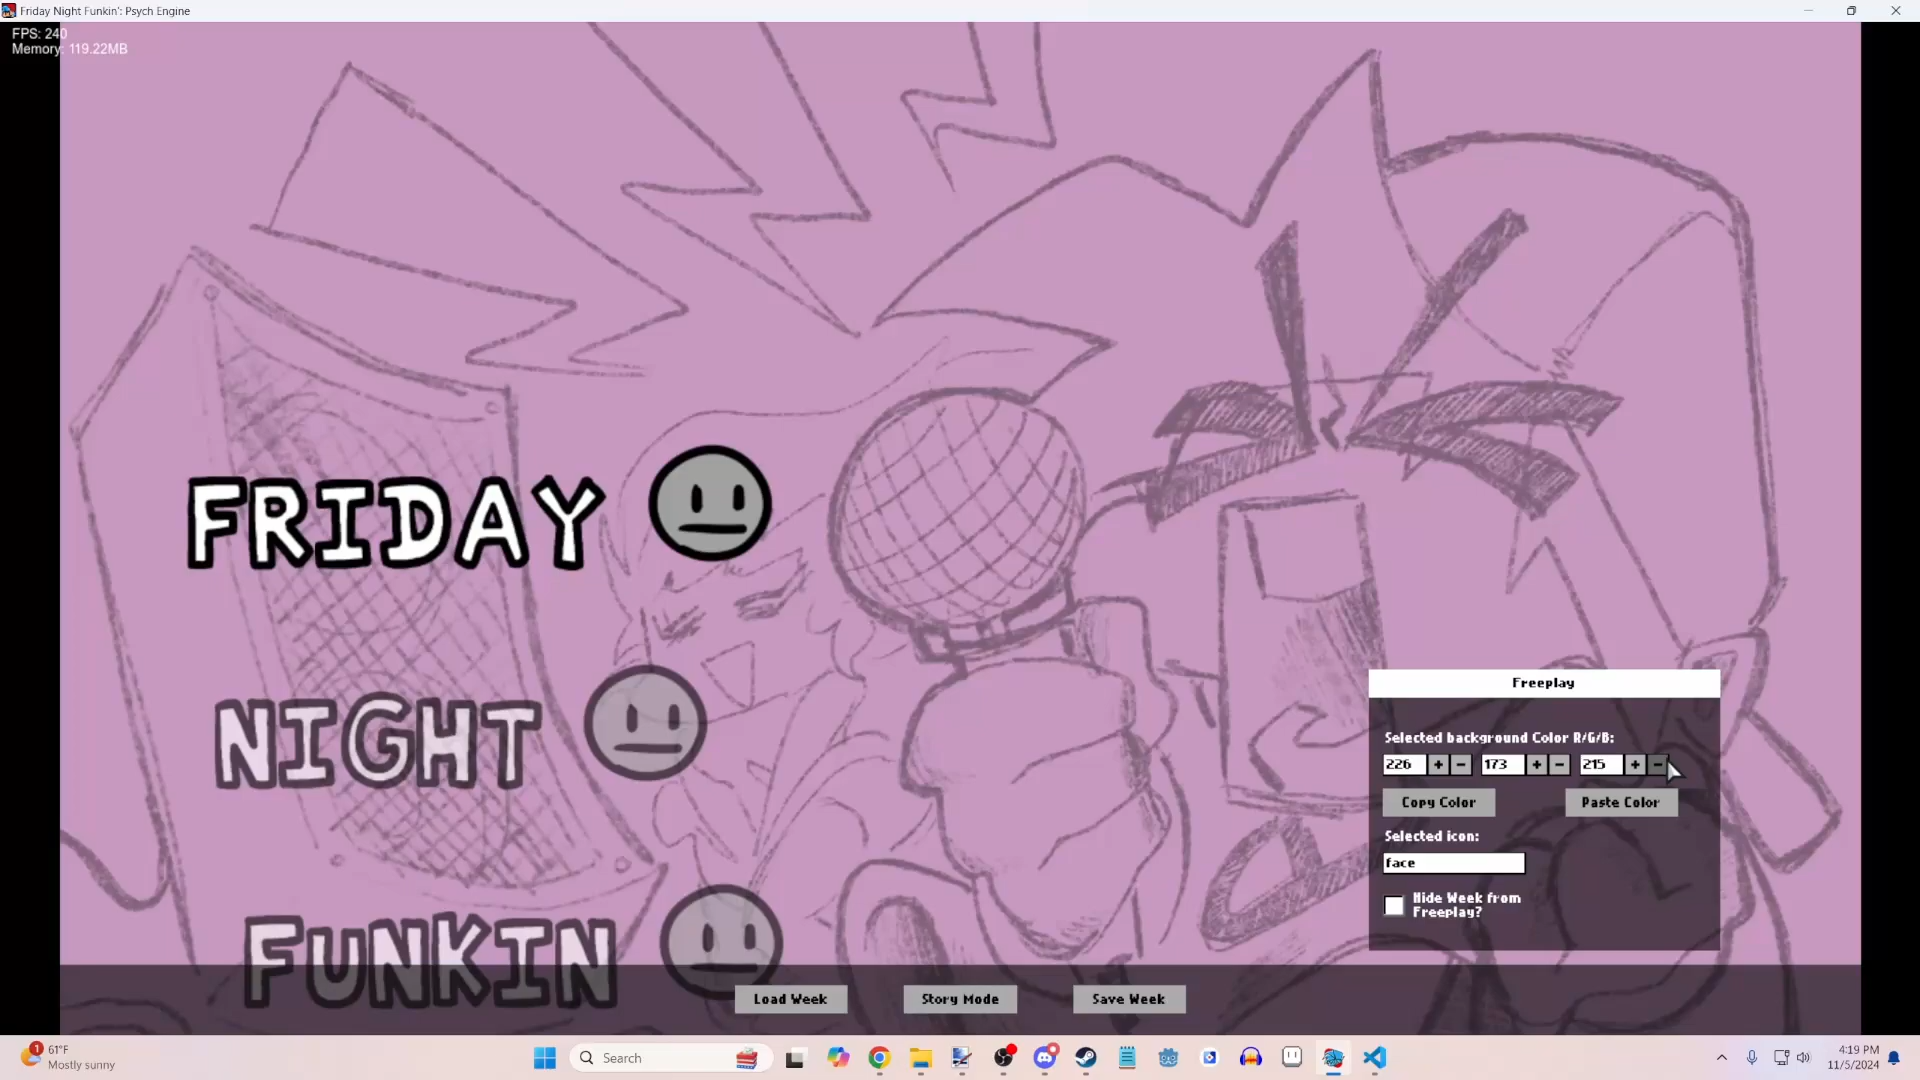 Friday Night Funkin': Psych Engine
FPS: 240
Memory: 119.22MB
FRIDAY
NIGHT
FUNKIN
Freeplay
Selected background Color R/G/B:
226 + - 173 + - 215 + -
Copy Color Paste Color
Selected icon:
face
Hide Week from
Freeplay?
Load Week Story Mode Save Week
1
61°F
Mostly sunny
Search
4:19 PM
11/5/2024